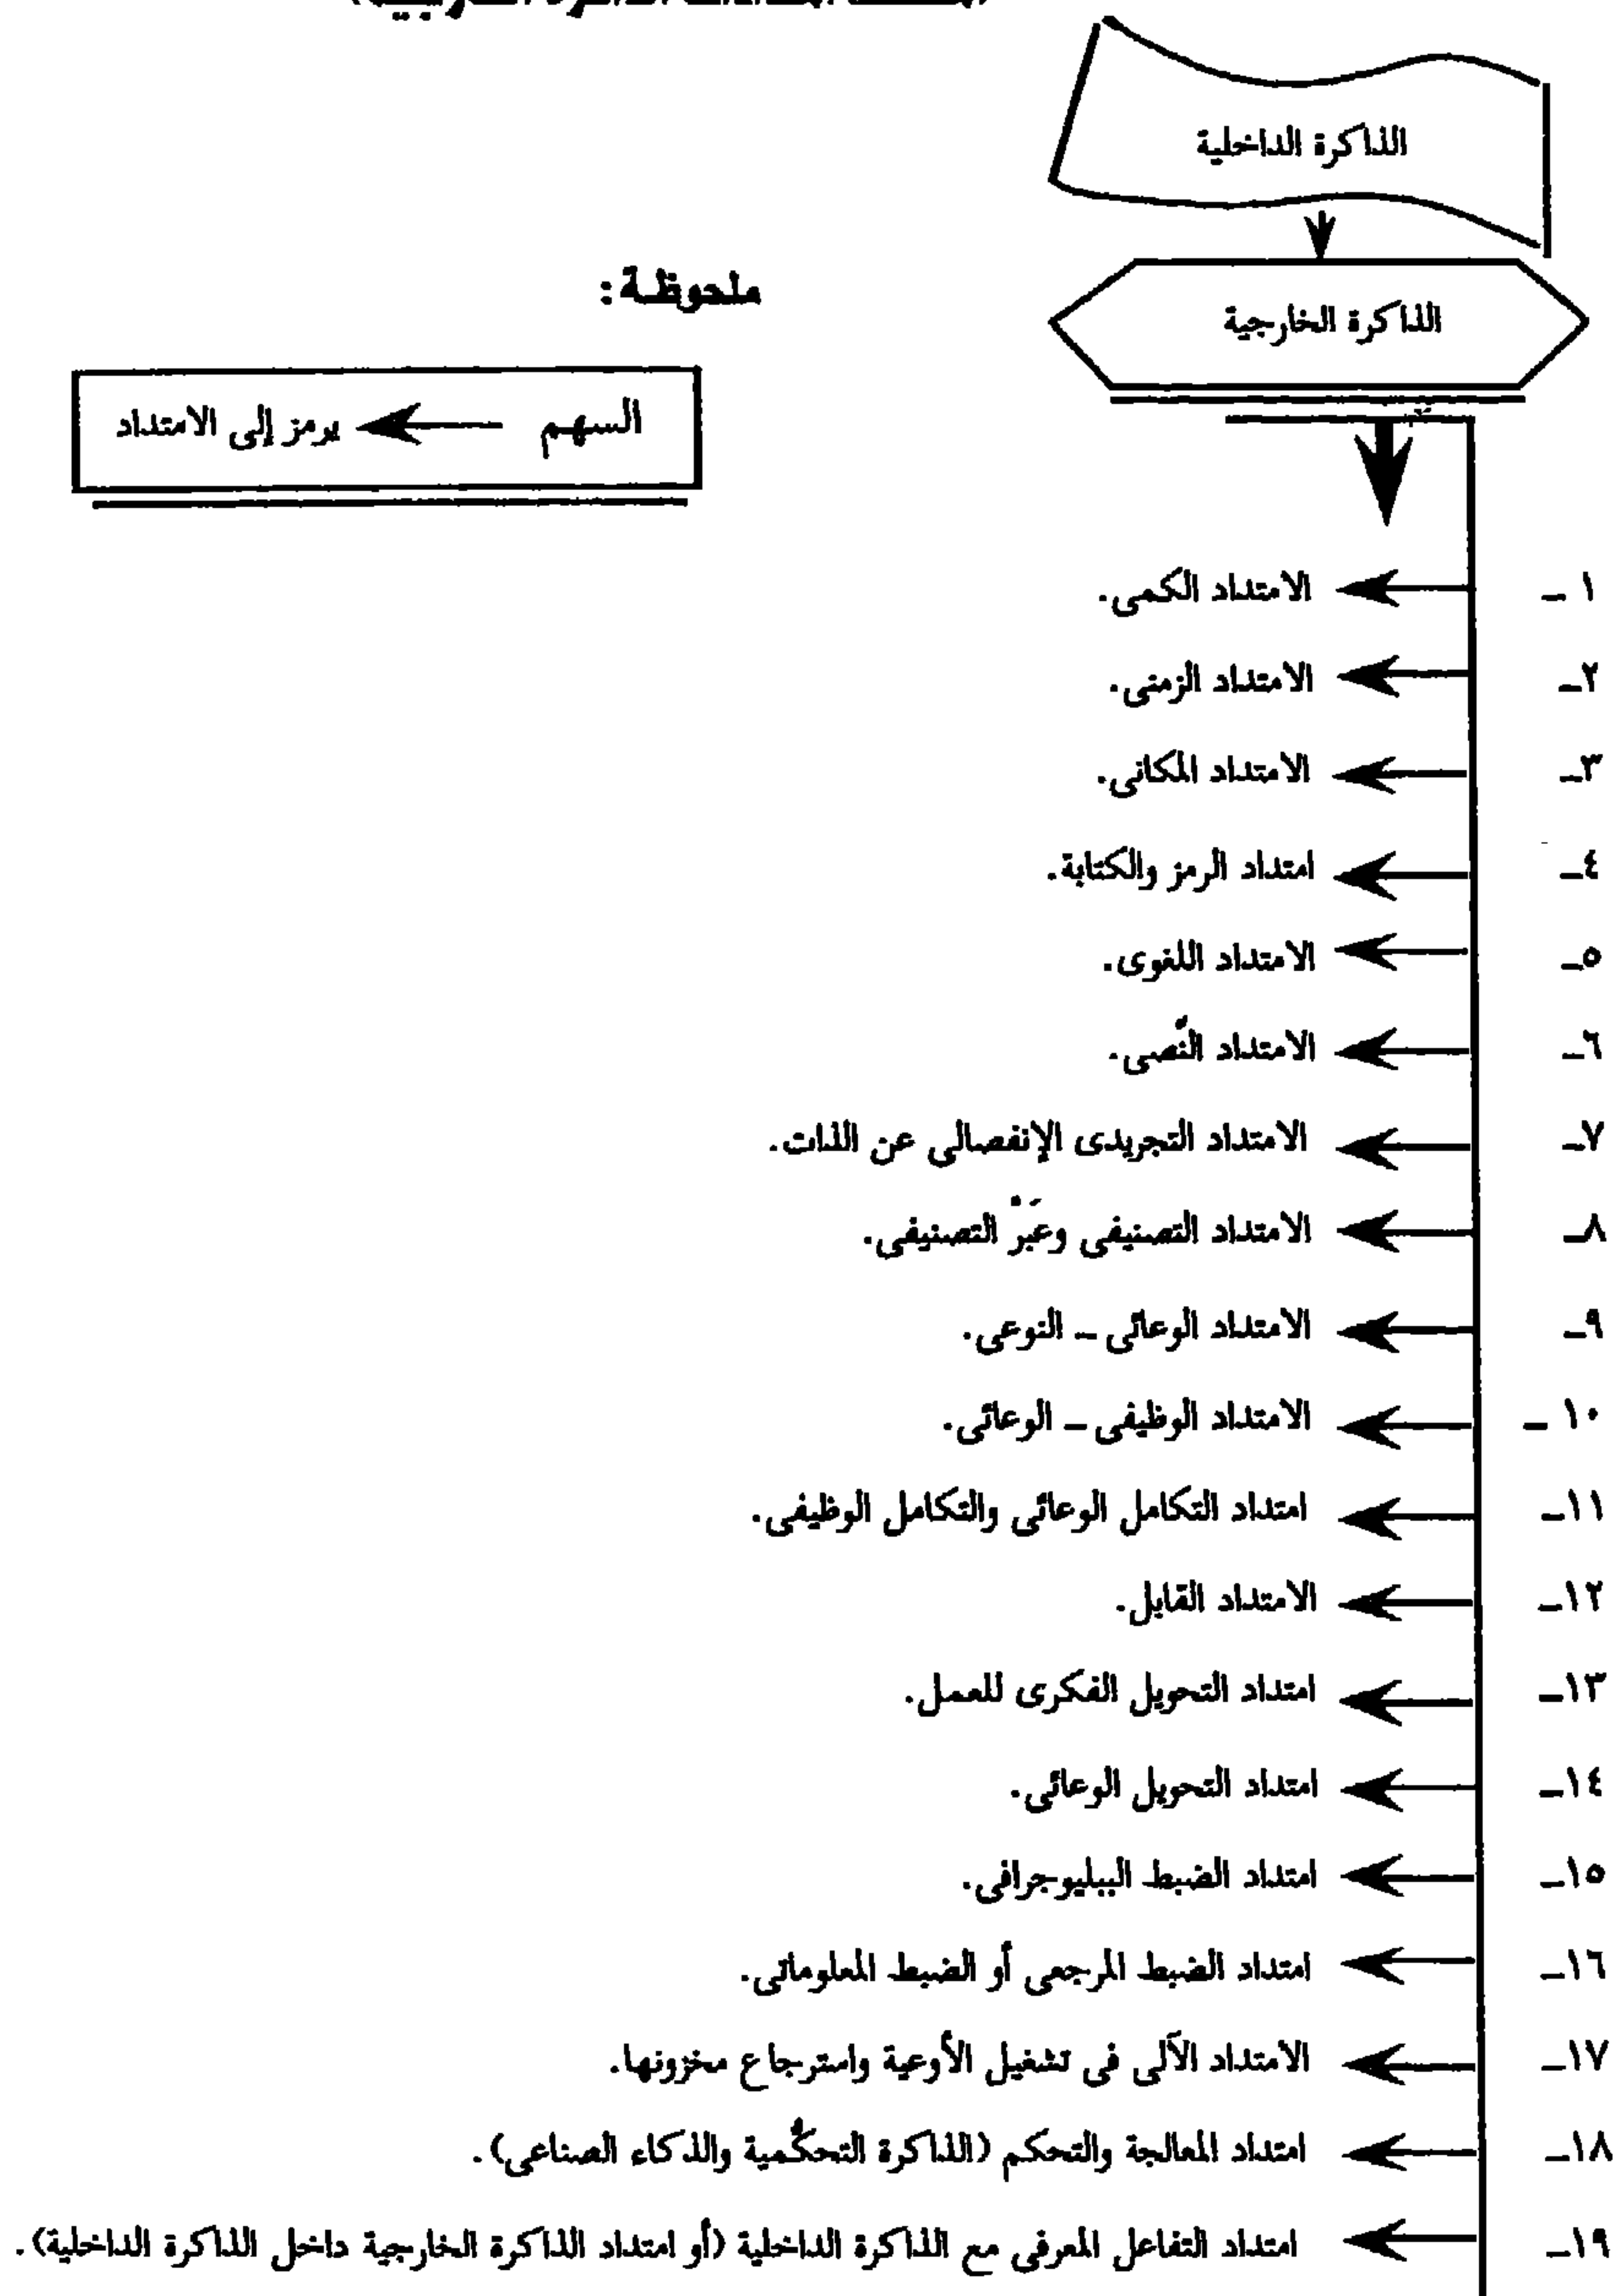 الذاكرة الداخلية
الذاكرة الخارجية
ملحوظة:
السهم ← يرمز إلى الامتداد
١ ـ الامتداد الكمى.
٢ـ الامتداد الزمنى.
٣ـ الامتداد المكانى.
٤ـ امتداد الرمز والكتابة.
٥ـ الامتداد اللغوى.
٦ـ الامتداد النَّصى.
٧ـ الامتداد التجريدى الإنفصالى عن الذات.
٨ـ الامتداد التصنيفى وعَبْر التصنيفى.
٩ـ الامتداد الوعائى ـ النوعى.
١٠ ـ الامتداد الوظيفى ـ الوعائى.
١١ـ امتداد التكامل الوعائى والتكامل الوظيفى.
١٢ـ الامتداد القابل.
١٣ـ امتداد التحويل الفكرى للعمل.
١٤ـ امتداد التحويل الوعائى.
١٥ـ امتداد الضبط الببليوجرافى.
١٦ـ امتداد الضبط المرجعى أو الضبط المعلوماتى.
١٧ـ الامتداد الآلى فى تشغيل الأوعية واسترجاع مخزونها.
١٨ـ امتداد المعالجة والتحكم (الذاكرة التحكُّمية والذكاء الصناعى).
١٩ـ امتداد التفاعل المعرفى مع الذاكرة الداخلية (أو امتداد الذاكرة الخارجية داخل الذاكرة الداخلية).